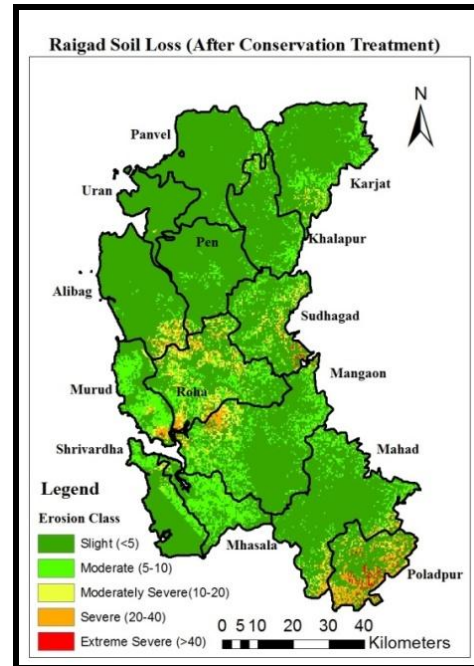 Raigad Soil Loss (After Conservation Treatment)
N
Panvel
Karjat
Uran
Khalapur
Pen
Alibag
Sudhagad
Mangaon
Murud
Roha
Mahad
Shrivardha
Legend
Mhasala
Poladpur
Erosion Class
Slight (<5)
Moderate (5-10)
Moderately Severe(10-20)
Severe (20-40)
Extreme Severe (>40)
0 5 10 20 30 40
Kilometers